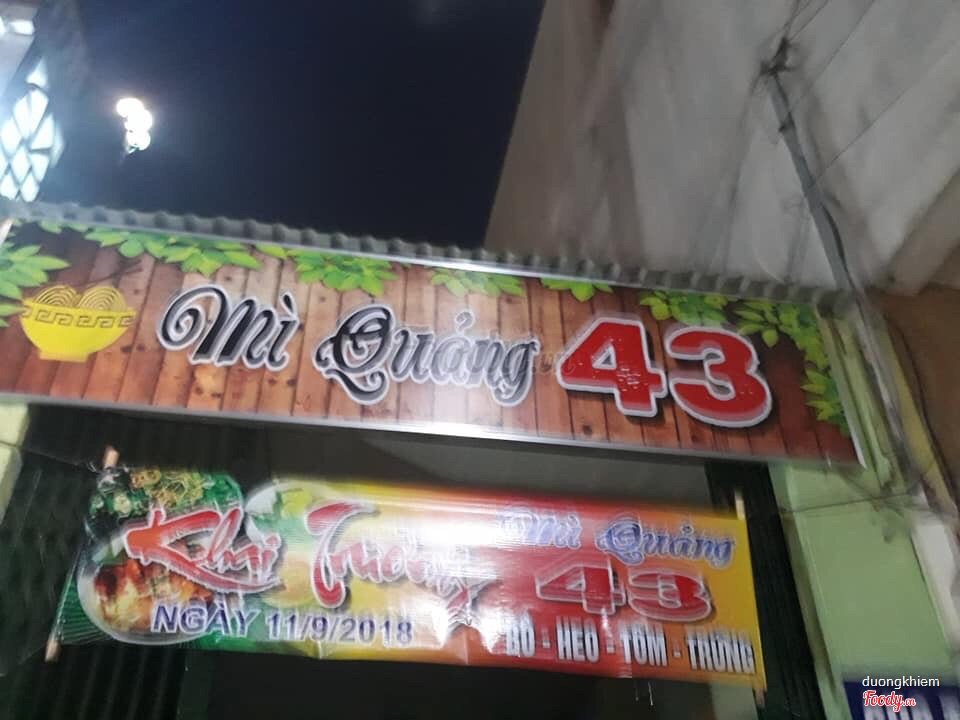 Mì Quảng 43
Khai Trương
NGÀY 11/9/2018
Mì Quảng
43
BÒ - HEO - TÔM - TRỨNG
duongkhiem
Foody.vn